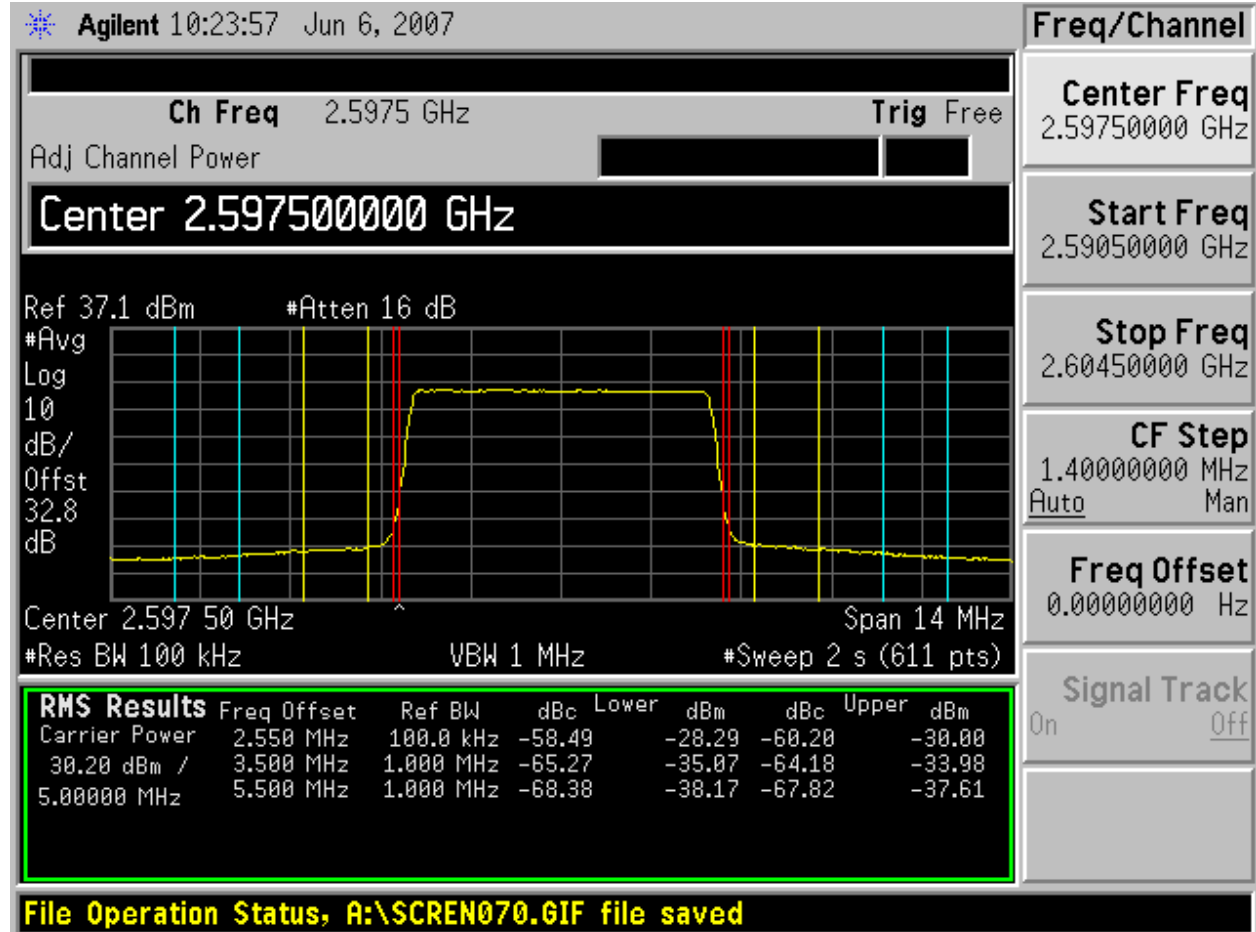 Agilent 10:23:57 Jun 6, 2007
Ch Freq 2.5975 GHz Trig Free
Adj Channel Power
Center 2.597500000 GHz
Ref 37.1 dBm #Atten 16 dB
#Avg
Log
10
dB/
Offst
32.8
dB
Center 2.597 50 GHz Span 14 MHz
#Res BW 100 kHz VBW 1 MHz #Sweep 2 s (611 pts)
RMS Results Freq Offset Ref BW dBc Lower dBm dBc Upper dBm
Carrier Power 2.550 MHz 100.0 kHz -58.49 -28.29 -60.20 -30.00
30.20 dBm / 3.500 MHz 1.000 MHz -65.27 -35.07 -64.18 -33.98
5.00000 MHz 5.500 MHz 1.000 MHz -68.38 -38.17 -67.82 -37.61
File Operation Status, A:\SCREN070.GIF file saved
Freq/Channel
Center Freq
2.59750000 GHz
Start Freq
2.59050000 GHz
Stop Freq
2.60450000 GHz
CF Step
1.40000000 MHz
Auto Man
Freq Offset
0.00000000 Hz
Signal Track
On Off